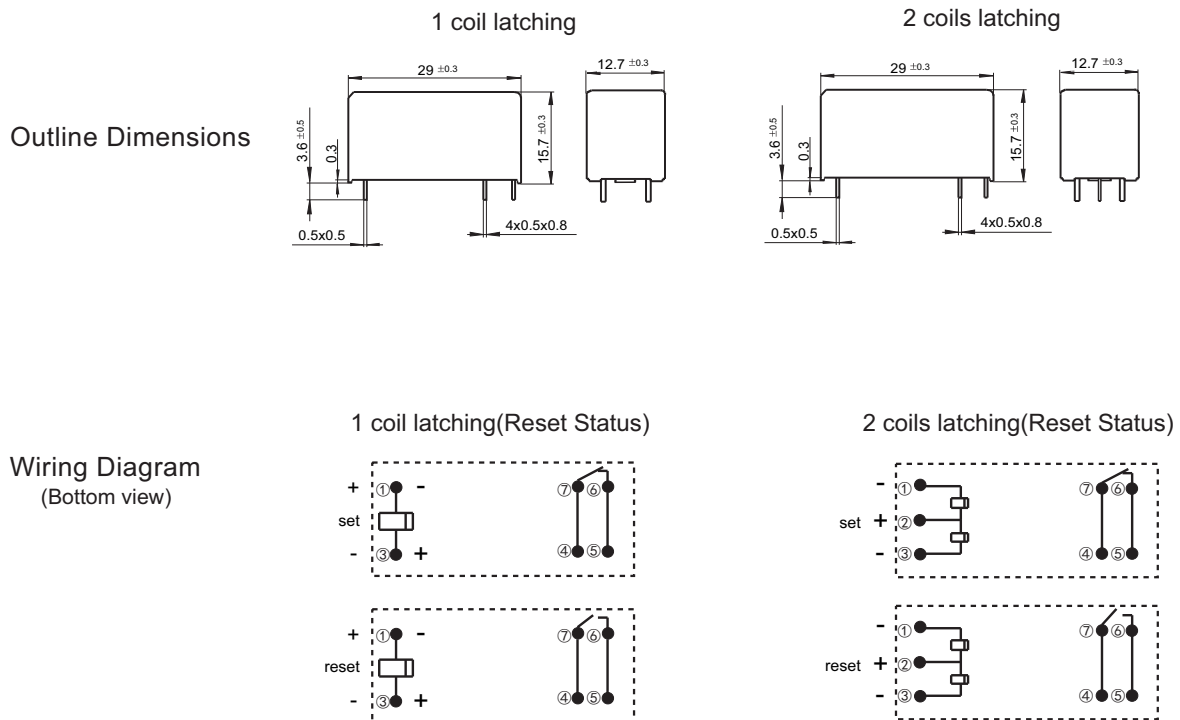 1 coil latching
2 coils latching
Outline Dimensions
29 ±0.3
12.7 ±0.3
3.6 ±0.5
0.3
15.7 ±0.3
0.5x0.5
4x0.5x0.8
29 ±0.3
12.7 ±0.3
3.6 ±0.5
0.3
15.7 ±0.3
0.5x0.5
4x0.5x0.8
1 coil latching(Reset Status)
2 coils latching(Reset Status)
Wiring Diagram
(Bottom view)
+ ① - ⑦ ⑥
set
- ③ + ④ ⑤
- ① ⑦ ⑥
set + ②
- ③ ④ ⑤
+ ① - ⑦ ⑥
reset
- ③ + ④ ⑤
- ① ⑦ ⑥
reset + ②
- ③ ④ ⑤